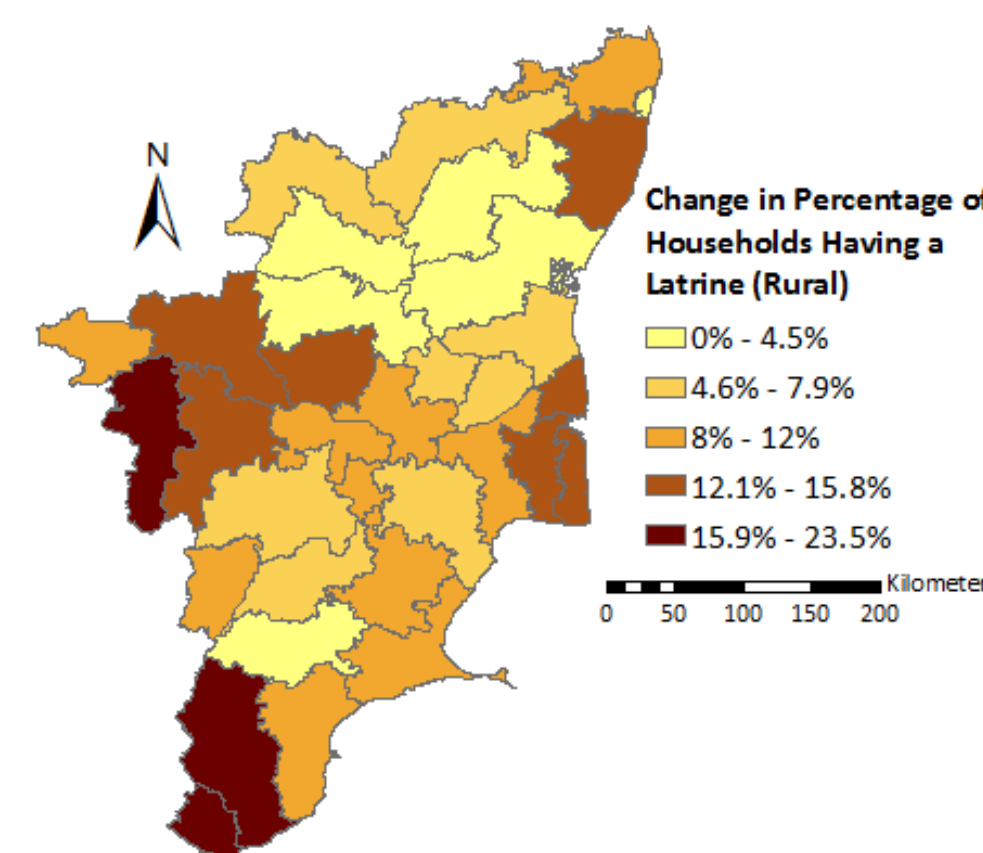 N
Change in Percentage of
Households Having a
Latrine (Rural)
0% - 4.5%
4.6% - 7.9%
8% - 12%
12.1% - 15.8%
15.9% - 23.5%
Kilometer
0 50 100 150 200